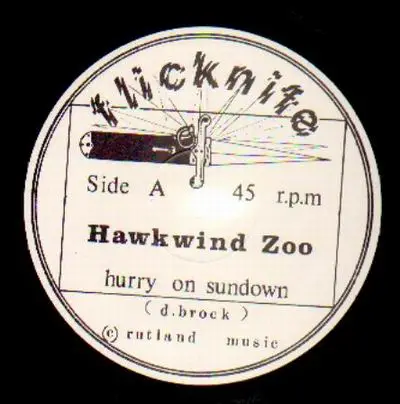 flicknife
Side A 45 r.p.m
Hawkwind Zoo
hurry on sundown
( d.brock )
© rutland music